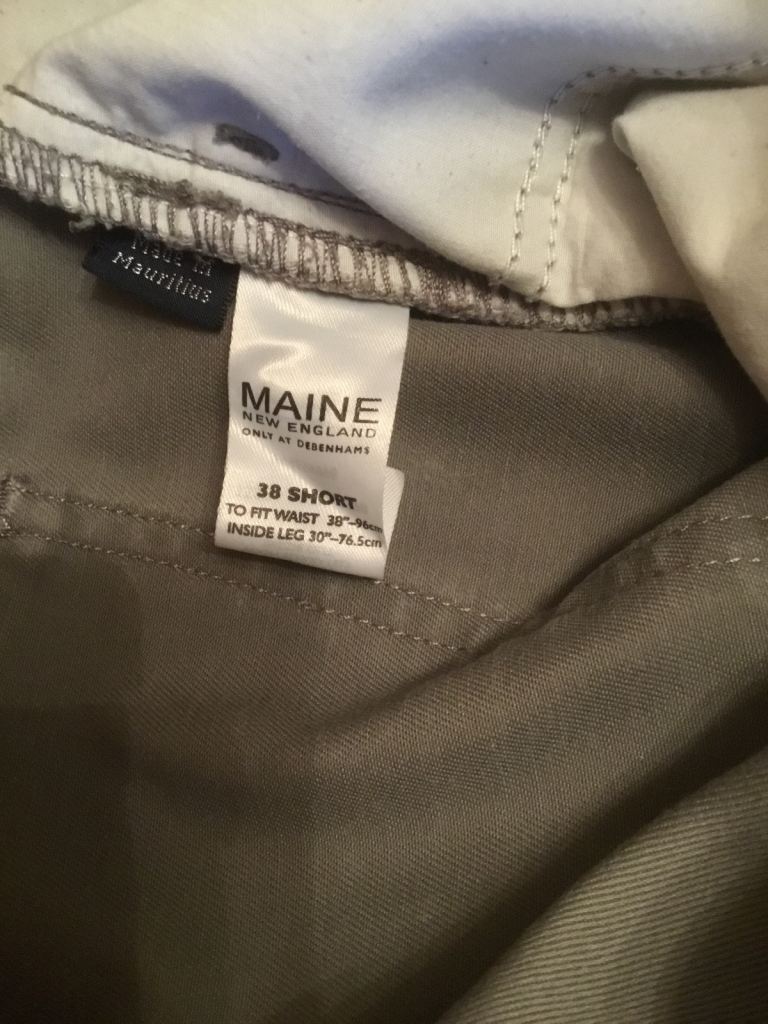 Made in
Mauritius
MAINE
NEW ENGLAND
ONLY AT DEBENHAMS
38 SHORT
TO FIT WAIST 38"–96cm
INSIDE LEG 30"–76.5cm